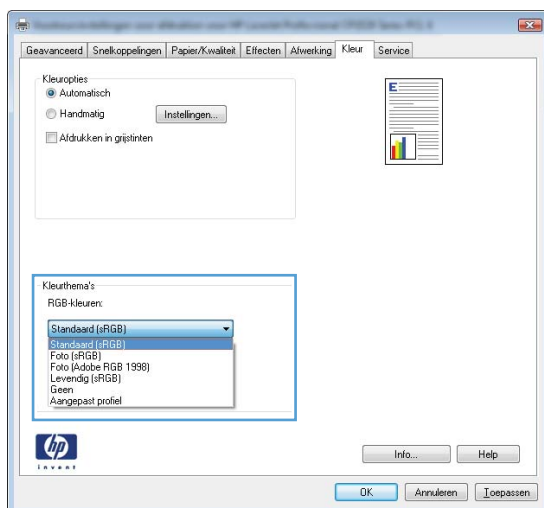 Geavanceerd Snelkoppelingen Papier/Kwaliteit Effecten Afwerking Kleur Service
Kleuropties
Automatisch
Handmatig Instellingen...
Afdrukken in grijstinten
E
Kleurthema's
RGB-kleuren:
Standaard (sRGB)
Standaard (sRGB)
Foto (sRGB)
Foto (Adobe RGB 1998)
Levendig (sRGB)
Geen
Aangepast profiel
hp
invent
Info... Help
OK Annuleren Toepassen